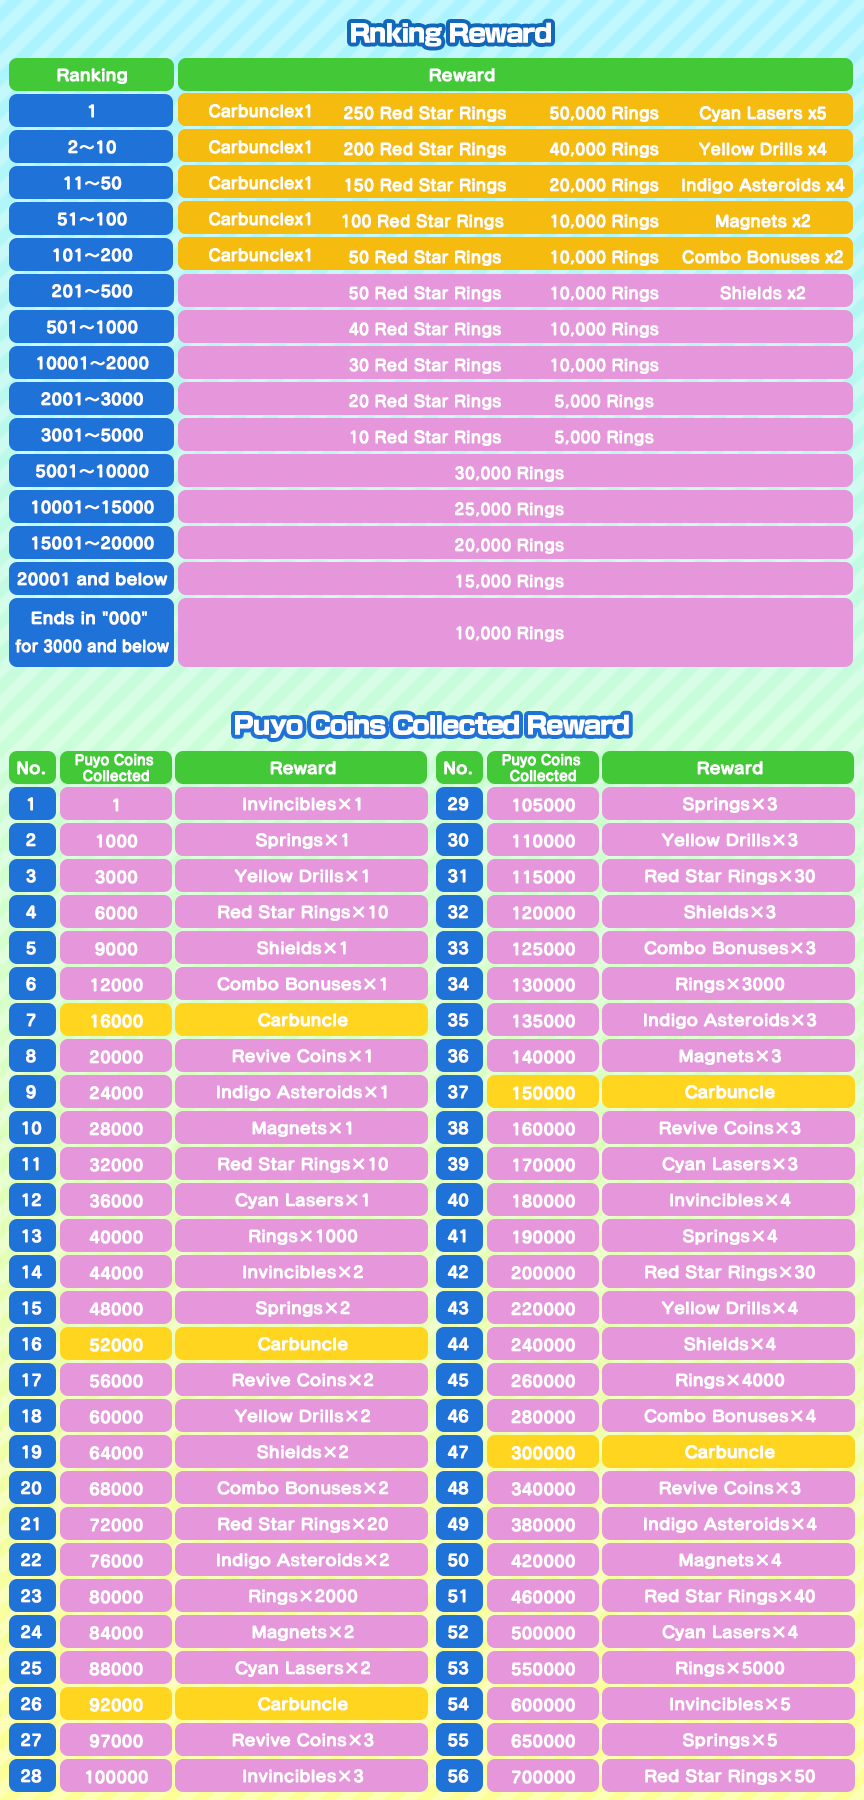 Rnking Reward
Ranking Reward
1 Carbunclex1 250 Red Star Rings 50,000 Rings Cyan Lasers x5
2～10 Carbunclex1 200 Red Star Rings 40,000 Rings Yellow Drills x4
11～50 Carbunclex1 150 Red Star Rings 20,000 Rings Indigo Asteroids x4
51～100 Carbunclex1 100 Red Star Rings 10,000 Rings Magnets x2
101～200 Carbunclex1 50 Red Star Rings 10,000 Rings Combo Bonuses x2
201～500 50 Red Star Rings 10,000 Rings Shields x2
501～1000 40 Red Star Rings 10,000 Rings
10001～2000 30 Red Star Rings 10,000 Rings
2001～3000 20 Red Star Rings 5,000 Rings
3001～5000 10 Red Star Rings 5,000 Rings
5001～10000 30,000 Rings
10001～15000 25,000 Rings
15001～20000 20,000 Rings
20001 and below 15,000 Rings
Ends in "000"
for 3000 and below 10,000 Rings
Puyo Coins Collected Reward
No. Puyo Coins Collected Reward
1 1 Invincibles×1
2 1000 Springs×1
3 3000 Yellow Drills×1
4 6000 Red Star Rings×10
5 9000 Shields×1
6 12000 Combo Bonuses×1
7 16000 Carbuncle
8 20000 Revive Coins×1
9 24000 Indigo Asteroids×1
10 28000 Magnets×1
11 32000 Red Star Rings×10
12 36000 Cyan Lasers×1
13 40000 Rings×1000
14 44000 Invincibles×2
15 48000 Springs×2
16 52000 Carbuncle
17 56000 Revive Coins×2
18 60000 Yellow Drills×2
19 64000 Shields×2
20 68000 Combo Bonuses×2
21 72000 Red Star Rings×20
22 76000 Indigo Asteroids×2
23 80000 Rings×2000
24 84000 Magnets×2
25 88000 Cyan Lasers×2
26 92000 Carbuncle
27 97000 Revive Coins×3
28 100000 Invincibles×3
No. Puyo Coins Collected Reward
29 105000 Springs×3
30 110000 Yellow Drills×3
31 115000 Red Star Rings×30
32 120000 Shields×3
33 125000 Combo Bonuses×3
34 130000 Rings×3000
35 135000 Indigo Asteroids×3
36 140000 Magnets×3
37 150000 Carbuncle
38 160000 Revive Coins×3
39 170000 Cyan Lasers×3
40 180000 Invincibles×4
41 190000 Springs×4
42 200000 Red Star Rings×30
43 220000 Yellow Drills×4
44 240000 Shields×4
45 260000 Rings×4000
46 280000 Combo Bonuses×4
47 300000 Carbuncle
48 340000 Revive Coins×3
49 380000 Indigo Asteroids×4
50 420000 Magnets×4
51 460000 Red Star Rings×40
52 500000 Cyan Lasers×4
53 550000 Rings×5000
54 600000 Invincibles×5
55 650000 Springs×5
56 700000 Red Star Rings×50